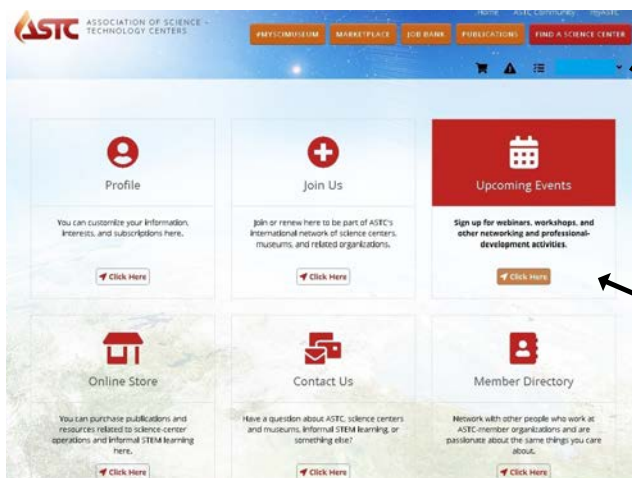 Home ASTC Community myASTC
ASTC ASSOCIATION OF SCIENCE -
TECHNOLOGY CENTERS
#MYSCIMUSEUM MARKETPLACE JOB BANK PUBLICATIONS FIND A SCIENCE CENTER
Profile
You can customize your information,
interests, and subscriptions here.
Click Here
Join Us
Join or renew here to be part of ASTC's
international network of science centers,
museums, and related organizations.
Click Here
Upcoming Events
Sign up for webinars, workshops, and
other networking and professional-
development activities.
Click Here
Online Store
You can purchase publications and
resources related to science-center
operations and informal STEM learning
here.
Click Here
Contact Us
Have a question about ASTC, science centers
and museums, informal STEM learning, or
something else?
Click Here
Member Directory
Network with other people who work at
ASTC-member organizations and are
passionate about the same things you care
about.
Click Here